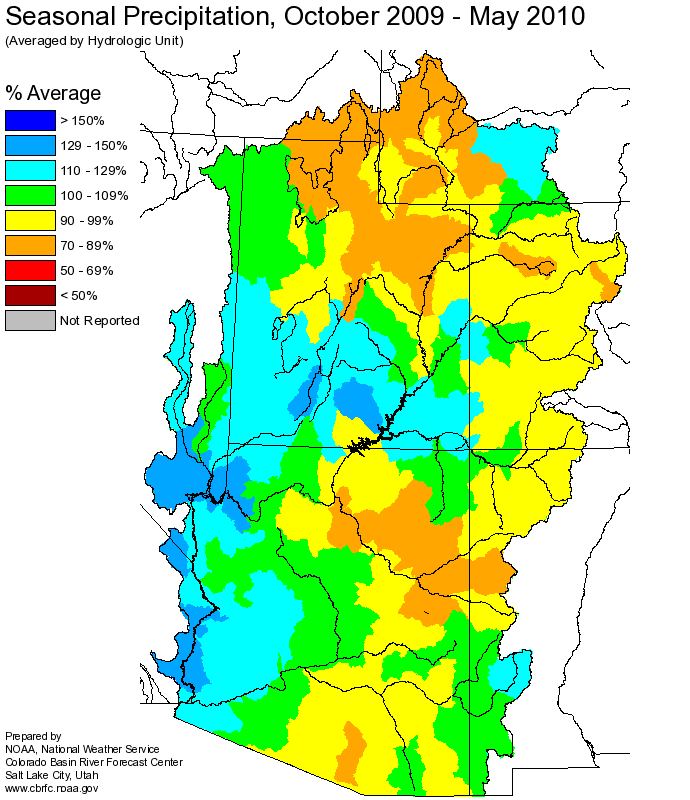 Seasonal Precipitation, October 2009 - May 2010
(Averaged by Hydrologic Unit)
% Average
> 150%
129 - 150%
110 - 129%
100 - 109%
90 - 99%
70 - 89%
50 - 69%
< 50%
Not Reported
Prepared by
NOAA, National Weather Service
Colorado Basin River Forecast Center
Salt Lake City, Utah
www.cbrfc.noaa.gov